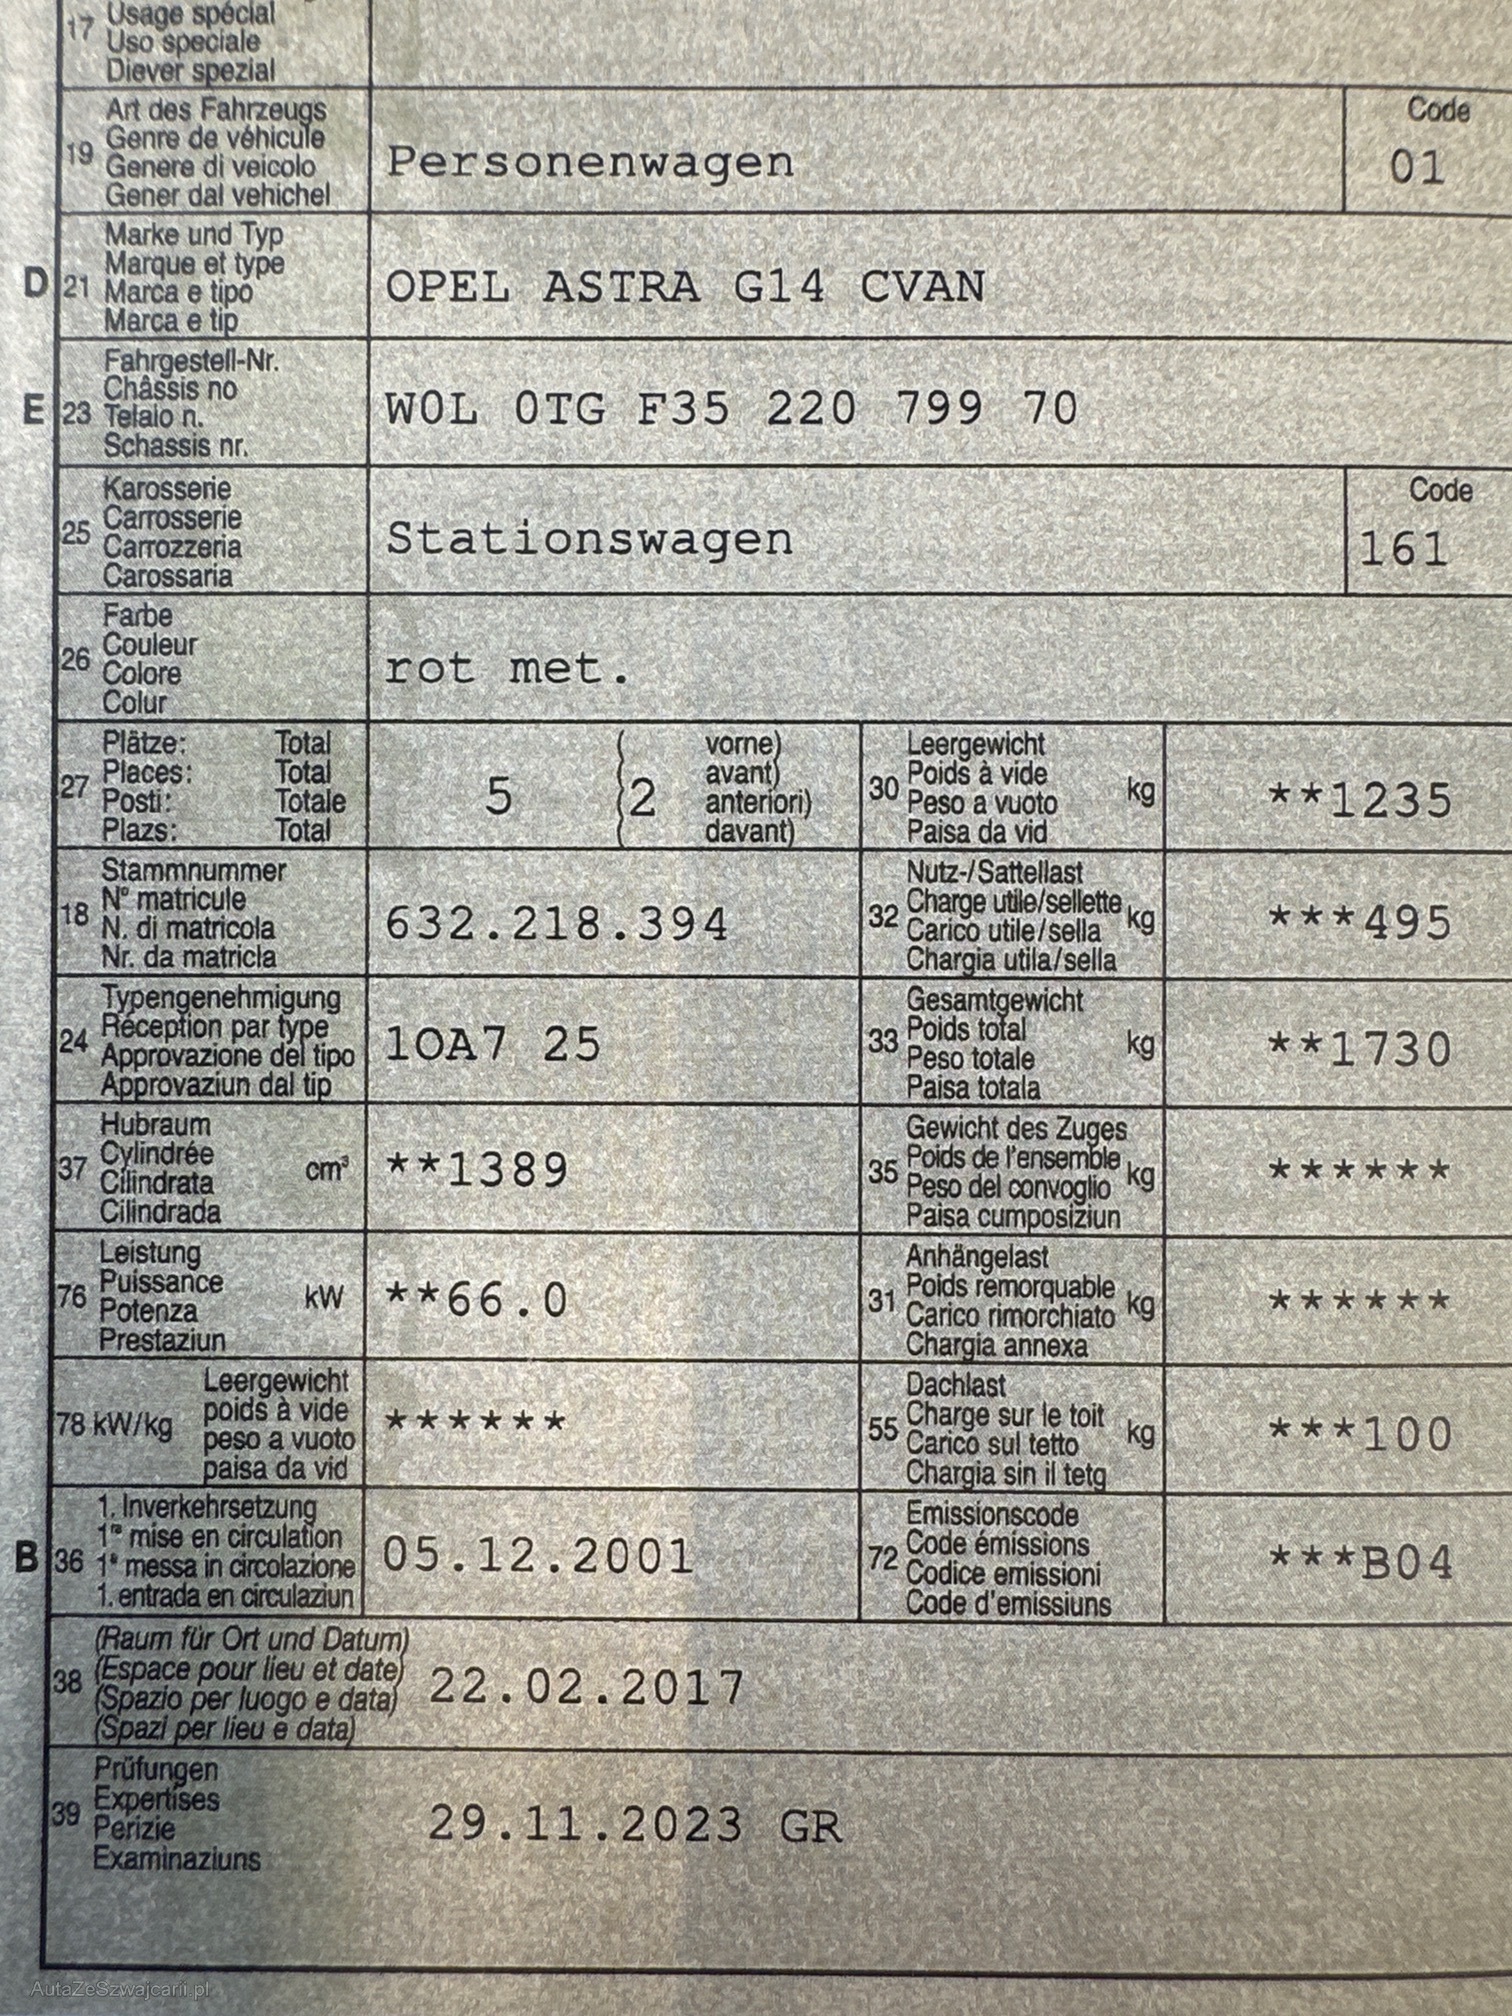 17 Usage spécial
Uso speciale
Diever spezial
Art des Fahrzeugs
19 Genre de véhicule
Genere di veicolo
Gener dal vehichel
Personenwagen
Code
01
Marke und Typ
D 21 Marque et type
Marca e tipo
Marca e tip
OPEL ASTRA G14 CVAN
Fahrgestell-Nr.
E 23 Châssis no
Telaio n.
Schassis nr.
W0L 0TG F35 220 799 70
Karosserie
25 Carrosserie
Carrozzeria
Carossaria
Stationswagen
Code
161
Farbe
26 Couleur
Colore
Colur
rot met.
Plätze: Total
27 Places: Total
Posti: Totale
Plazs: Total
5 ( 2 vorne)
avant)
anteriori)
davant)
Leergewicht
30 Poids à vide kg
Peso a vuoto
Paisa da vid
**1235
Stammnummer
18 N° matricule
N. di matricola
Nr. da matricla
632.218.394
Nutz-/Sattellast
32 Charge utile/sellette kg
Carico utile/sella
Chargia utila/sella
***495
Typengenehmigung
24 Réception par type
Approvazione del tipo
Approvaziun dal tip
1OA7 25
Gesamtgewicht
33 Poids total kg
Peso totale
Paisa totala
**1730
Hubraum
37 Cylindrée cm³
Cilindrata
Cilindrada
**1389
Gewicht des Zuges
35 Poids de l'ensemble kg
Peso del convoglio
Paisa cumposiziun
******
Leistung
76 Puissance kW
Potenza
Prestaziun
**66.0
Anhängelast
31 Poids remorquable kg
Carico rimorchiato
Chargia annexa
******
Leergewicht
78 kW/kg poids à vide
peso a vuoto
paisa da vid
******
Dachlast
55 Charge sur le toit kg
Carico sul tetto
Chargia sin il tetg
***100
1. Inverkehrsetzung
B 36 1re mise en circulation
1a messa in circolazione
1. entrada en circulaziun
05.12.2001
Emissionscode
72 Code émissions
Codice emissioni
Code d'emissiuns
***B04
(Raum für Ort und Datum)
38 (Espace pour lieu et date)
(Spazio per luogo e data)
(Spazi per lieu e data)
22.02.2017
Prüfungen
39 Expertises
Perizie
Examinaziuns
29.11.2023 GR
AutaZeSzwajcarii.pl